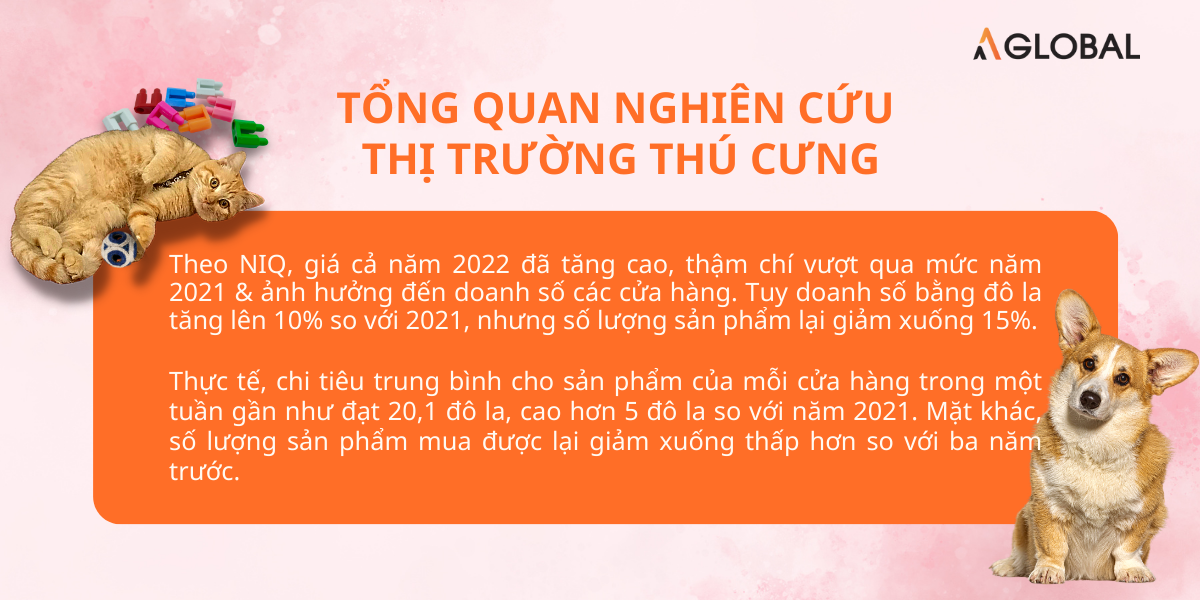 AGLOBAL
TỔNG QUAN NGHIÊN CỨU
THỊ TRƯỜNG THÚ CƯNG
Theo NIQ, giá cả năm 2022 đã tăng cao, thậm chí vượt qua mức năm
2021 & ảnh hưởng đến doanh số các cửa hàng. Tuy doanh số bằng đô la
tăng lên 10% so với 2021, nhưng số lượng sản phẩm lại giảm xuống 15%.
Thực tế, chi tiêu trung bình cho sản phẩm của mỗi cửa hàng trong một
tuần gần như đạt 20,1 đô la, cao hơn 5 đô la so với năm 2021. Mặt khác,
số lượng sản phẩm mua được lại giảm xuống thấp hơn so với ba năm
trước.